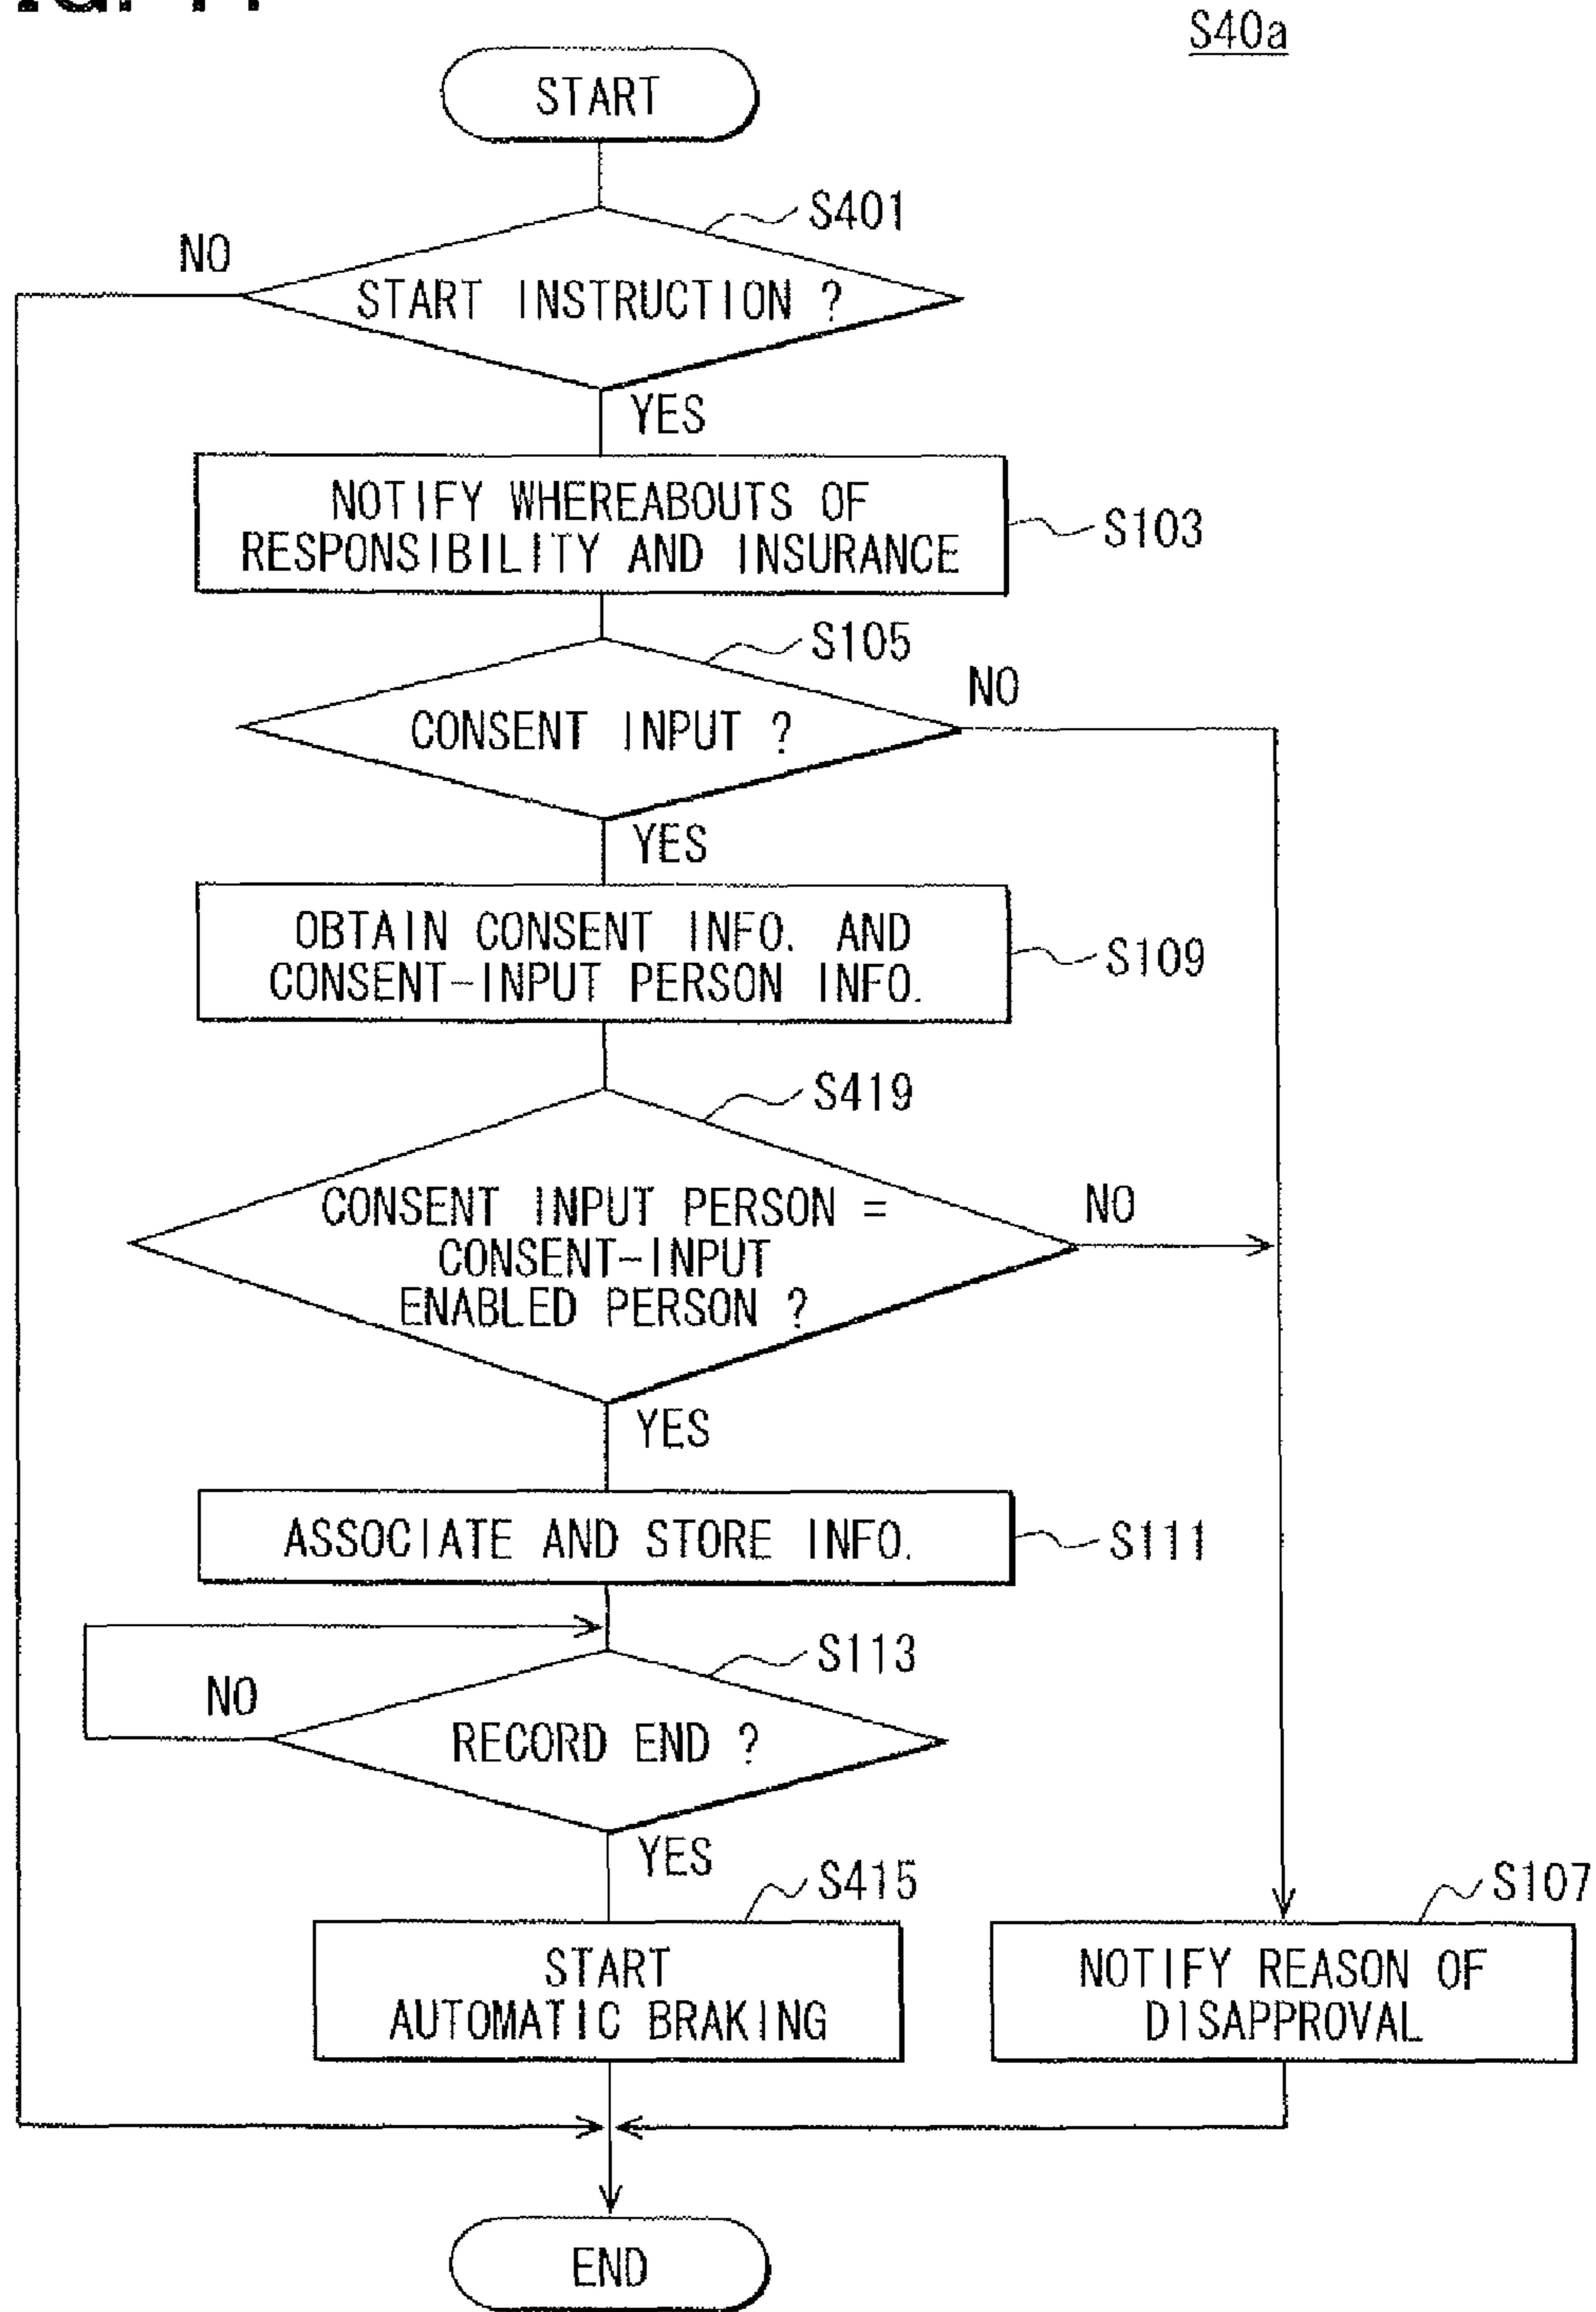 S40a
START
S401
NO
START INSTRUCTION ?
YES
NOTIFY WHEREABOUTS OF
RESPONSIBILITY AND INSURANCE
S103
S105
NO
CONSENT INPUT ?
YES
OBTAIN CONSENT INFO. AND
CONSENT-INPUT PERSON INFO.
S109
S419
CONSENT INPUT PERSON =
CONSENT-INPUT
ENABLED PERSON ?
NO
YES
ASSOCIATE AND STORE INFO.
S111
S113
NO
RECORD END ?
YES
S415
START
AUTOMATIC BRAKING
S107
NOTIFY REASON OF
DISAPPROVAL
END